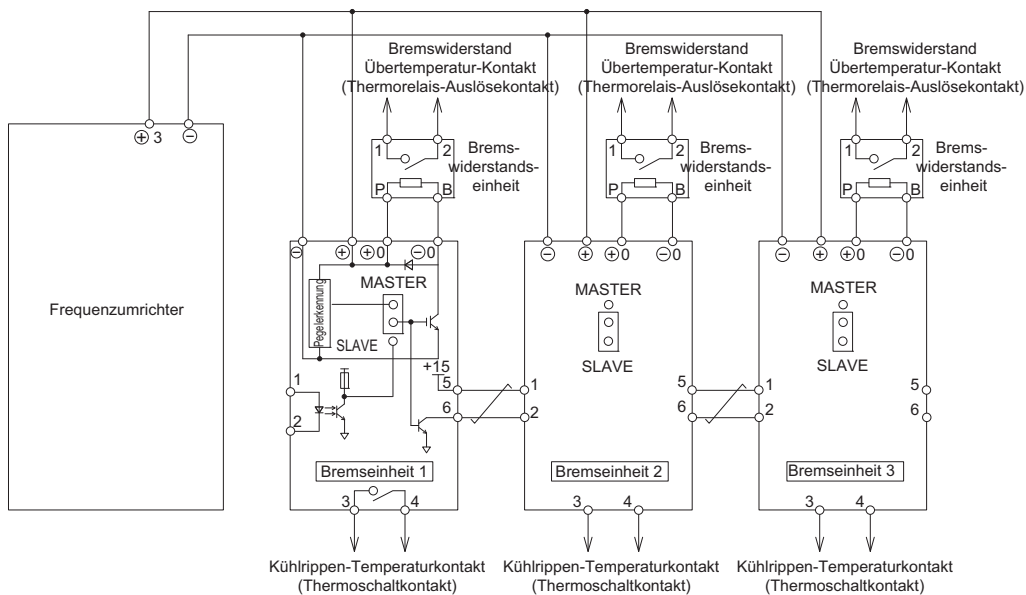 Bremswiderstand
Übertemperatur-Kontakt
(Thermorelais-Auslösekontakt)
Bremswiderstand
Übertemperatur-Kontakt
(Thermorelais-Auslösekontakt)
Bremswiderstand
Übertemperatur-Kontakt
(Thermorelais-Auslösekontakt)
⊕ 3 ⊖
Frequenzumrichter
1 2
P B
Brems-
widerstands-
einheit
1 2
P B
Brems-
widerstands-
einheit
1 2
P B
Brems-
widerstands-
einheit
⊖ ⊕ ⊕0 ⊖0
Pegelerkennung
MASTER
SLAVE
+15
1
2
5
6
Bremseinheit 1
3 4
Kühlrippen-Temperaturkontakt
(Thermoschaltkontakt)
⊖ ⊕ ⊕0 ⊖0
MASTER
SLAVE
1
2
5
6
Bremseinheit 2
3 4
Kühlrippen-Temperaturkontakt
(Thermoschaltkontakt)
⊖ ⊕ ⊕0 ⊖0
MASTER
SLAVE
1
2
5
6
Bremseinheit 3
3 4
Kühlrippen-Temperaturkontakt
(Thermoschaltkontakt)